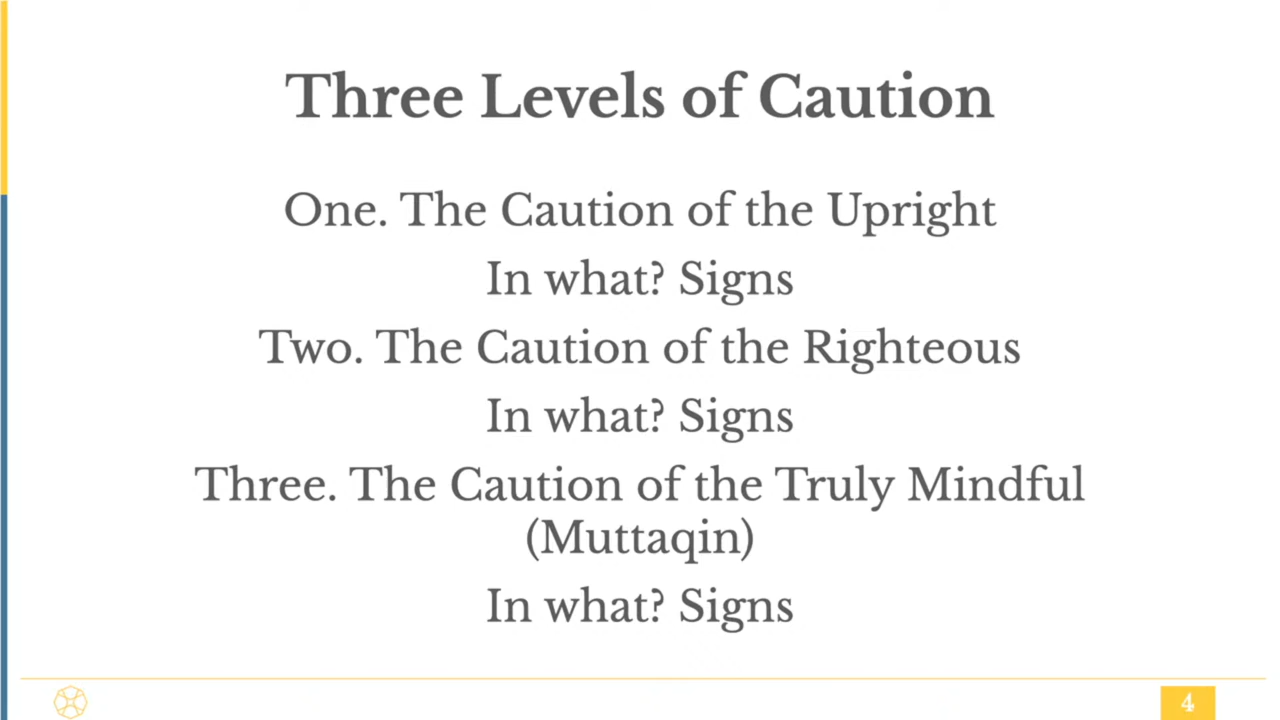 Three Levels of Caution
One. The Caution of the Upright
In what? Signs
Two. The Caution of the Righteous
In what? Signs
Three. The Caution of the Truly Mindful
(Muttaqin)
In what? Signs
4